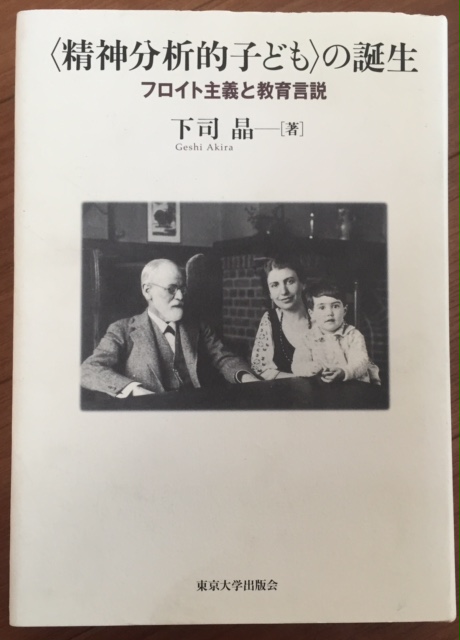 〈精神分析的子ども〉の誕生
フロイト主義と教育言説
下司 晶―[著]
Geshi Akira
東京大学出版会